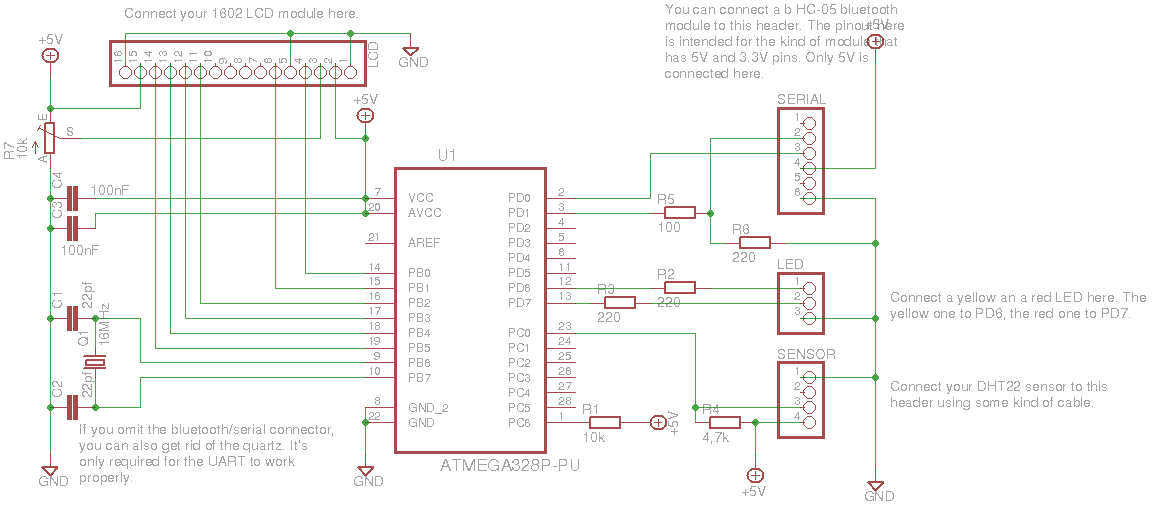 Connect your 1602 LCD module here.
You can connect a b HC-05 bluetooth
module to this header. The pinout here
is intended for the kind of module that
has 5V and 3.3V pins. Only 5V is
connected here.
+5V
+5V
16 15 14 13 12 11 10 9 8 7 6 5 4 3 2 1
LCD
GND
+5V
SERIAL
1
2
3
4
5
6
E
S
A
R7
10k
U1
C4
100nF
C3
100nF
7 VCC
20 AVCC
21 AREF
14 PB0
15 PB1
16 PB2
17 PB3
18 PB4
19 PB5
9 PB6
10 PB7
8 GND_2
22 GND
PD0 2
PD1 3
PD2 4
PD3 5
PD4 6
PD5 11
PD6 12
PD7 13
PC0 23
PC1 24
PC2 25
PC3 26
PC4 27
PC5 28
PC6 1
ATMEGA328P-PU
R5
100
R6
220
R2
220
R3
220
LED
1
2
3
Connect a yellow an a red LED here. The
yellow one to PD6, the red one to PD7.
C1
22pf
Q1
16MHz
C2
22pf
SENSOR
1
2
3
4
Connect your DHT22 sensor to this
header using some kind of cable.
R1
10k
+5V
R4
4,7k
+5V
If you omit the bluetooth/serial connector,
you can also get rid of the quartz. It's
only required for the UART to work
properly.
GND
GND
GND